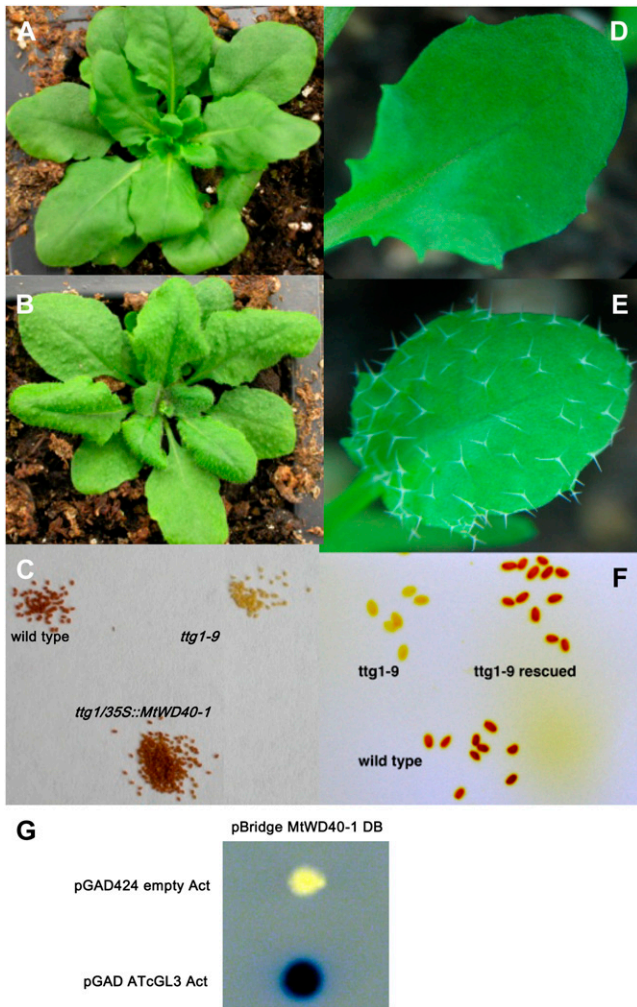 A
D
B
E
C
wild type
ttg1-9
ttg1/35S::MtWD40-1
F
ttg1-9
ttg1-9 rescued
wild type
G
pBridge MtWD40-1 DB
pGAD424 empty Act
pGAD ATcGL3 Act